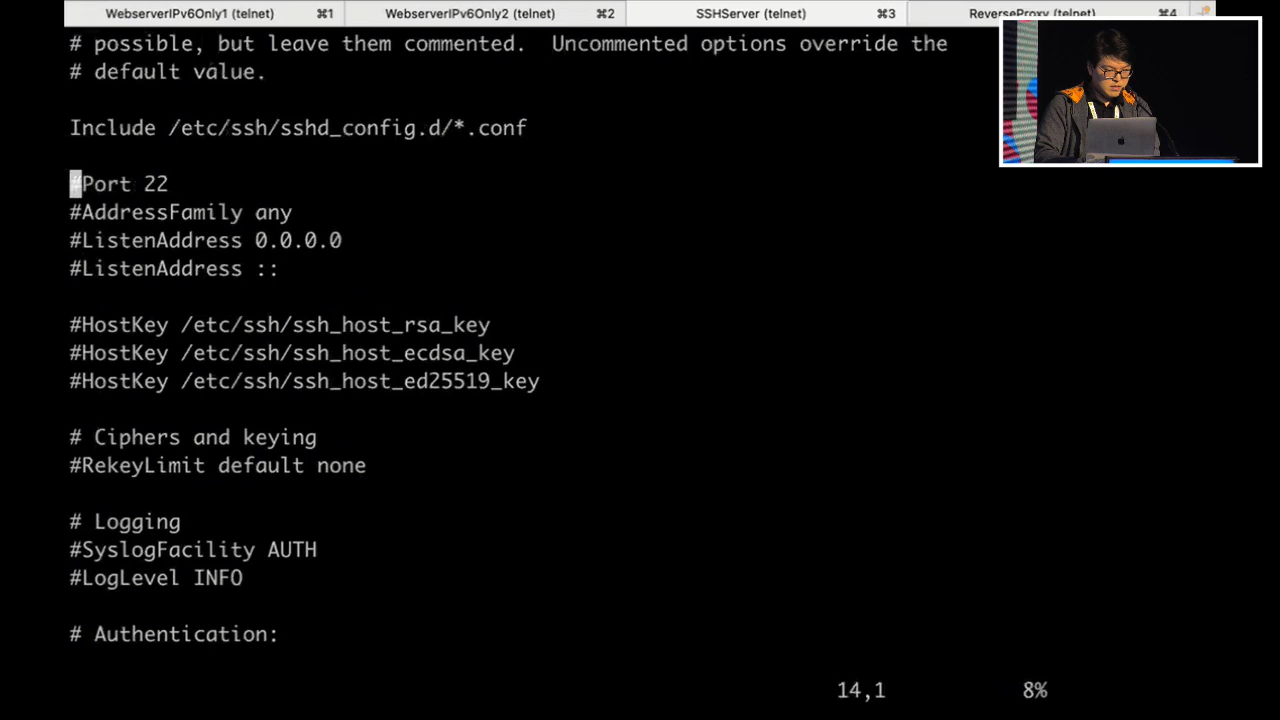 WebserverIPv6Only1 (telnet) ⌘1 WebserverIPv6Only2 (telnet) ⌘2 SSHServer (telnet) ⌘3 ReverseProxy (telnet) ⌘4
# possible, but leave them commented.  Uncommented options override the
# default value.
Include /etc/ssh/sshd_config.d/*.conf
#Port 22
#AddressFamily any
#ListenAddress 0.0.0.0
#ListenAddress ::
#HostKey /etc/ssh/ssh_host_rsa_key
#HostKey /etc/ssh/ssh_host_ecdsa_key
#HostKey /etc/ssh/ssh_host_ed25519_key
# Ciphers and keying
#RekeyLimit default none
# Logging
#SyslogFacility AUTH
#LogLevel INFO
# Authentication:
14,1 8%